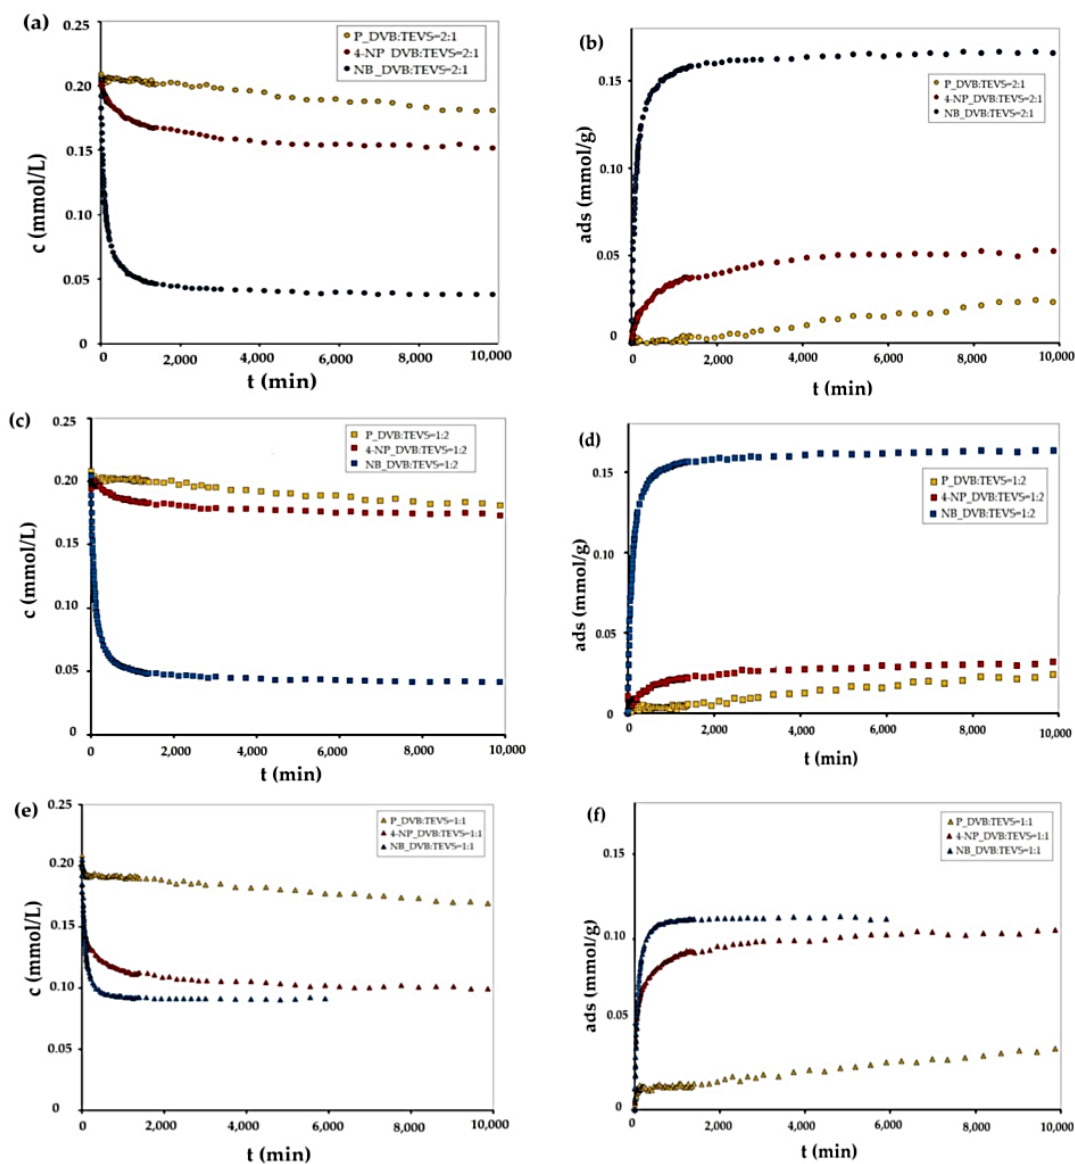 (a)
0.25
0.20
0.15
0.10
0.05
0
c (mmol/L)
P_DVB:TEVS=2:1
4-NP_DVB:TEVS=2:1
NB_DVB:TEVS=2:1
0 2,000 4,000 6,000 8,000 10,000
t (min)
(b)
0.15
0.10
0.05
0
ads (mmol/g)
P_DVB:TEVS=2:1
4-NP_DVB:TEVS=2:1
NB_DVB:TEVS=2:1
0 2,000 4,000 6,000 8,000 10,000
t (min)
(c)
0.25
0.20
0.15
0.10
0.05
0
c (mmol/L)
P_DVB:TEVS=1:2
4-NP_DVB:TEVS=1:2
NB_DVB:TEVS=1:2
0 2,000 4,000 6,000 8,000 10,000
t (min)
(d)
0.15
0.10
0.05
0
ads (mmol/g)
P_DVB:TEVS=1:2
4-NP_DVB:TEVS=1:2
NB_DVB:TEVS=1:2
0 2,000 4,000 6,000 8,000 10,000
t (min)
(e)
0.25
0.20
0.15
0.10
0.05
0
c (mmol/L)
P_DVB:TEVS=1:1
4-NP_DVB:TEVS=1:1
NB_DVB:TEVS=1:1
0 2,000 4,000 6,000 8,000 10,000
t (min)
(f)
0.15
0.10
0.05
0
ads (mmol/g)
P_DVB:TEVS=1:1
4-NP_DVB:TEVS=1:1
NB_DVB:TEVS=1:1
0 2,000 4,000 6,000 8,000 10,000
t (min)